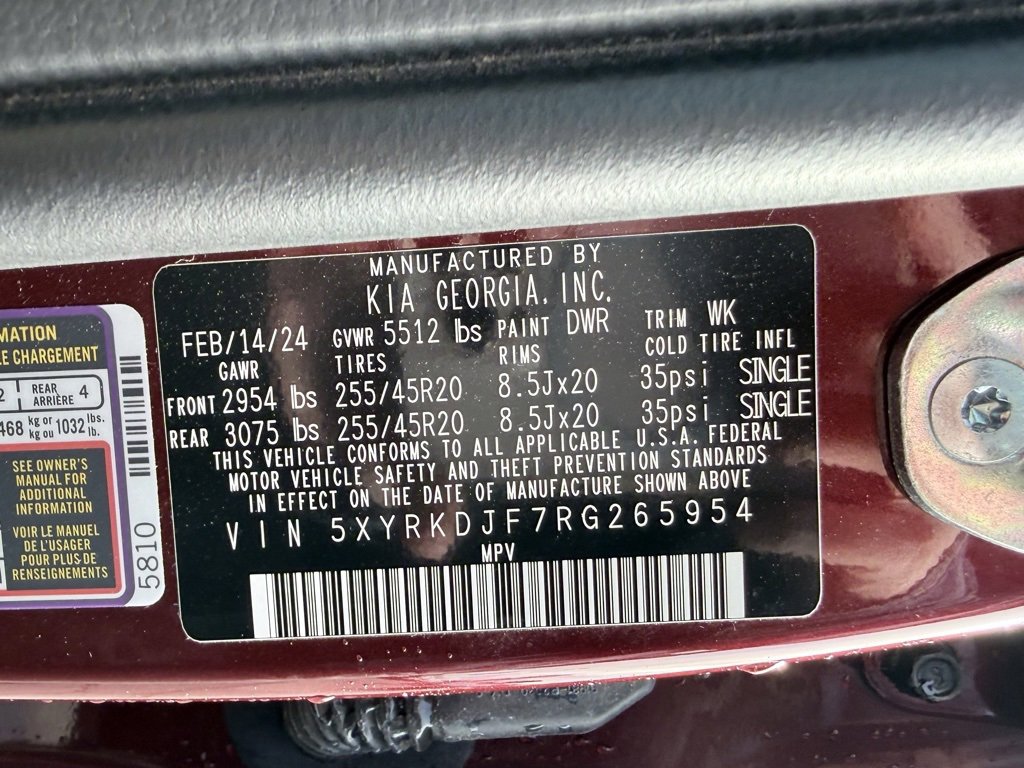 MANUFACTURED BY
KIA GEORGIA. INC.
FEB/14/24 GVWR 5512 lbs PAINT DWR TRIM WK
GAWR TIRES RIMS COLD TIRE INFL
FRONT 2954 lbs 255/45R20 8.5Jx20 35psi SINGLE
REAR 3075 lbs 255/45R20 8.5Jx20 35psi SINGLE
THIS VEHICLE CONFORMS TO ALL APPLICABLE U.S.A. FEDERAL
MOTOR VEHICLE SAFETY AND THEFT PREVENTION STANDARDS
IN EFFECT ON THE DATE OF MANUFACTURE SHOWN ABOVE
VIN 5XYRKDJF7RG265954
MPV
CHARGEMENT
2 REAR ARRIÈRE 4
468 kg or 1032 lbs.
kg ou lb.
SEE OWNER'S
MANUAL FOR
ADDITIONAL
INFORMATION
VOIR LE MANUEL
DE L'USAGER
POUR PLUS DE
RENSEIGNEMENTS
5810